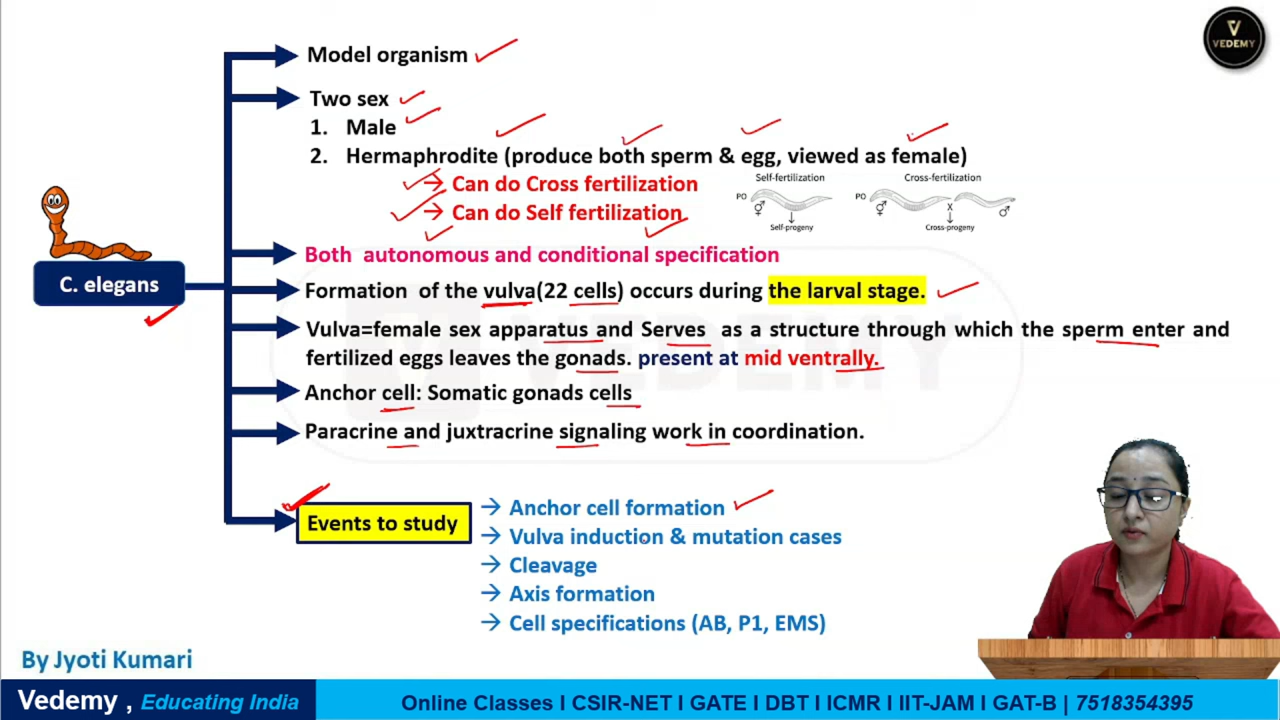 VEDEMY
Model organism
Two sex
1. Male
2. Hermaphrodite (produce both sperm & egg, viewed as female)
→ Can do Cross fertilization
→ Can do Self fertilization
Self-fertilization
PO
⚥
Self-progeny
Cross-fertilization
PO
⚥ X ♂
Cross-progeny
C. elegans
Both autonomous and conditional specification
Formation of the vulva(22 cells) occurs during the larval stage.
Vulva=female sex apparatus and Serves as a structure through which the sperm enter and
fertilized eggs leaves the gonads. present at mid ventrally.
Anchor cell: Somatic gonads cells
Paracrine and juxtracrine signaling work in coordination.
VEDEMY
Events to study
→ Anchor cell formation
→ Vulva induction & mutation cases
→ Cleavage
→ Axis formation
→ Cell specifications (AB, P1, EMS)
By Jyoti Kumari
Vedemy , Educating India
Online Classes I CSIR-NET I GATE I DBT I ICMR I IIT-JAM I GAT-B | 7518354395